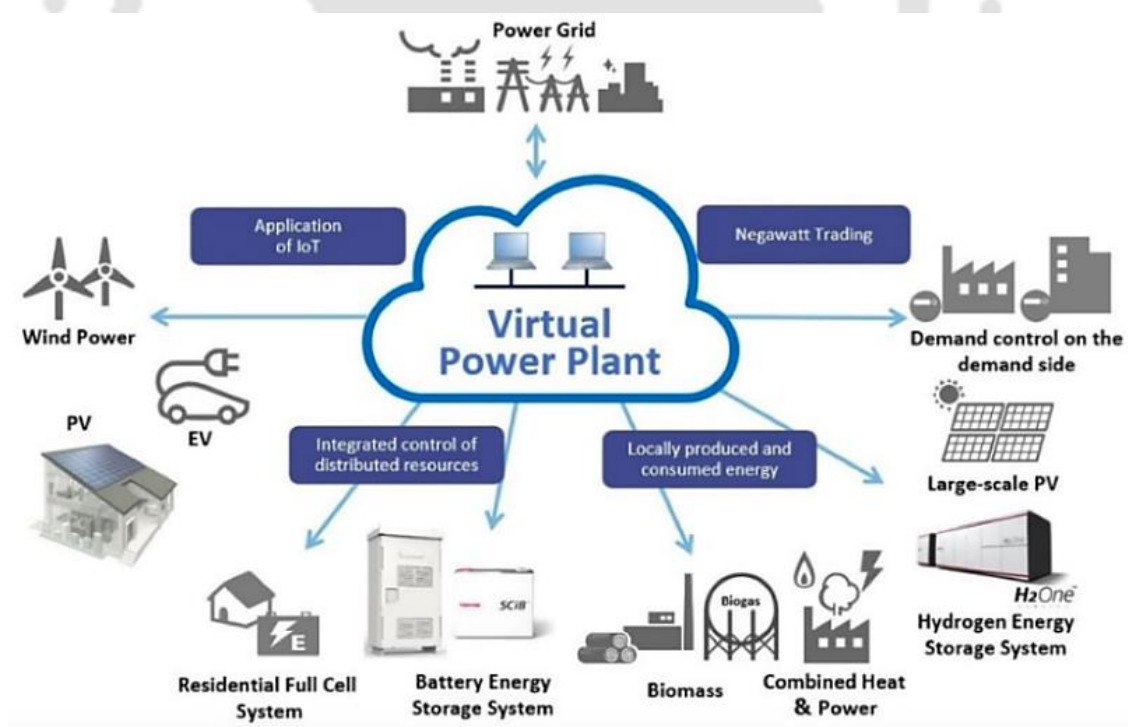 Power Grid
Application
of IoT
Negawatt Trading
Virtual
Power Plant
Wind Power
Demand control on the
demand side
EV
PV
Integrated control of
distributed resources
Locally produced and
consumed energy
Large-scale PV
SCiB
H2One
Biogas
Hydrogen Energy
Storage System
Residential Full Cell
System
Battery Energy
Storage System
Biomass
Combined Heat
& Power
E